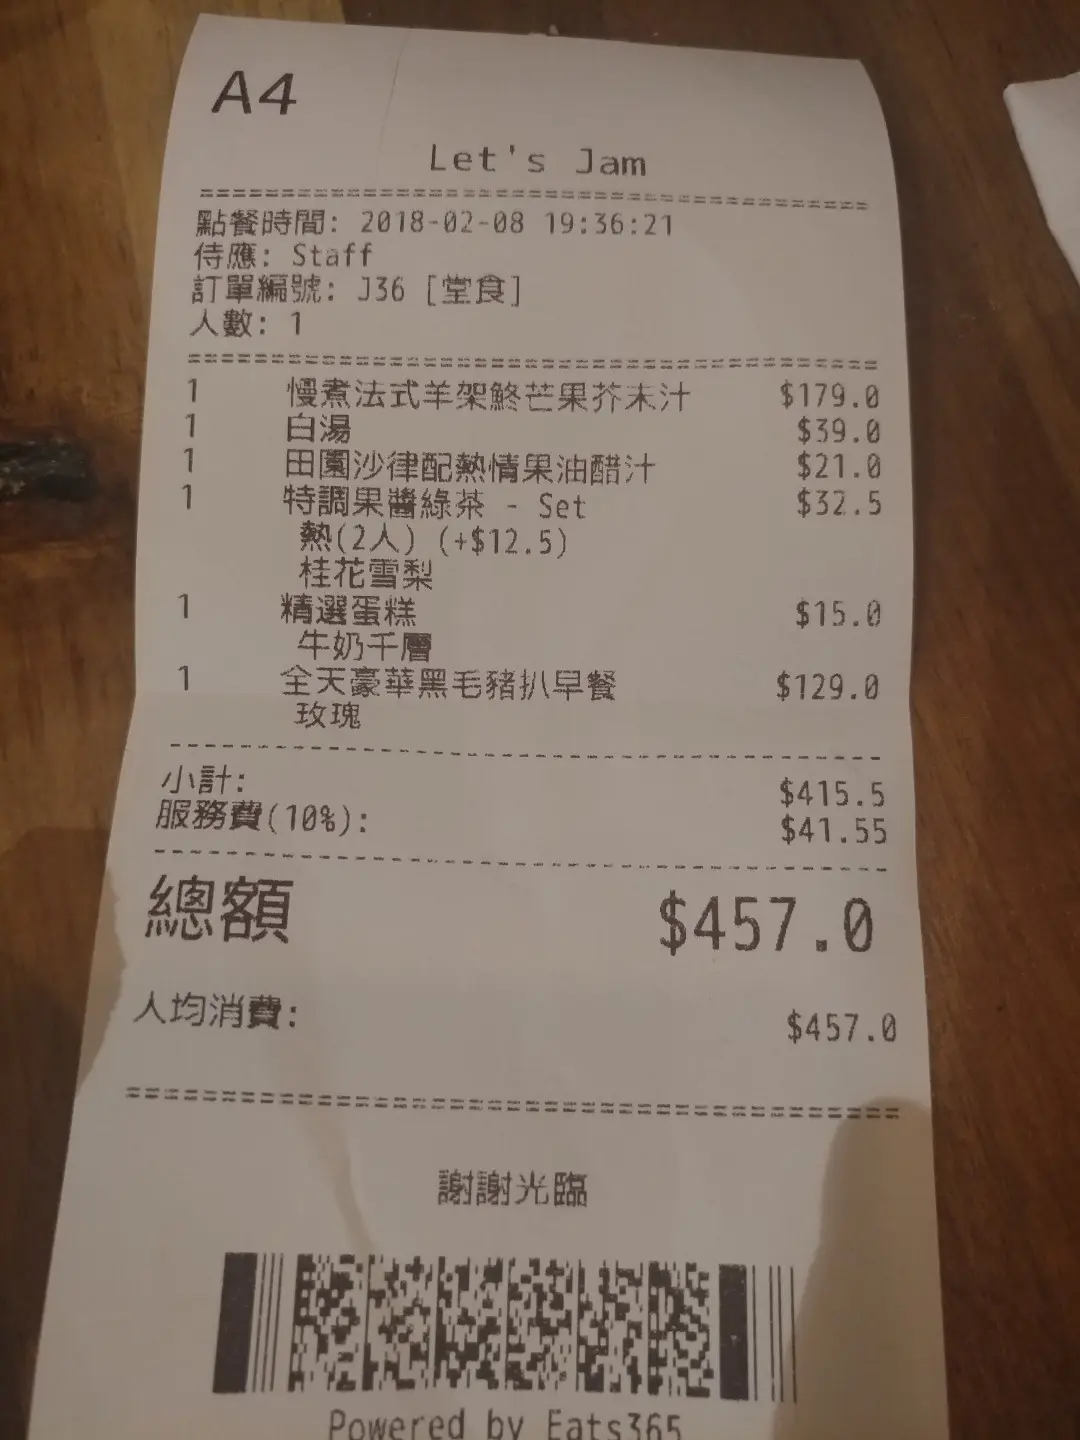 A4
Let's Jam
點餐時間: 2018-02-08 19:36:21
侍應: Staff
訂單編號: J36 [堂食]
人數: 1
1 慢煮法式羊架鮗芒果芥末汁 $179.0
1 白湯 $39.0
1 田園沙律配熱情果油醋汁 $21.0
1 特調果醬綠茶 - Set $32.5
熱(2人) (+$12.5)
桂花雪梨
1 精選蛋糕 $15.0
牛奶千層
1 全天豪華黑毛豬扒早餐 $129.0
玫瑰
小計: $415.5
服務費(10%): $41.55
總額 $457.0
人均消費: $457.0
謝謝光臨
Powered by Eats365